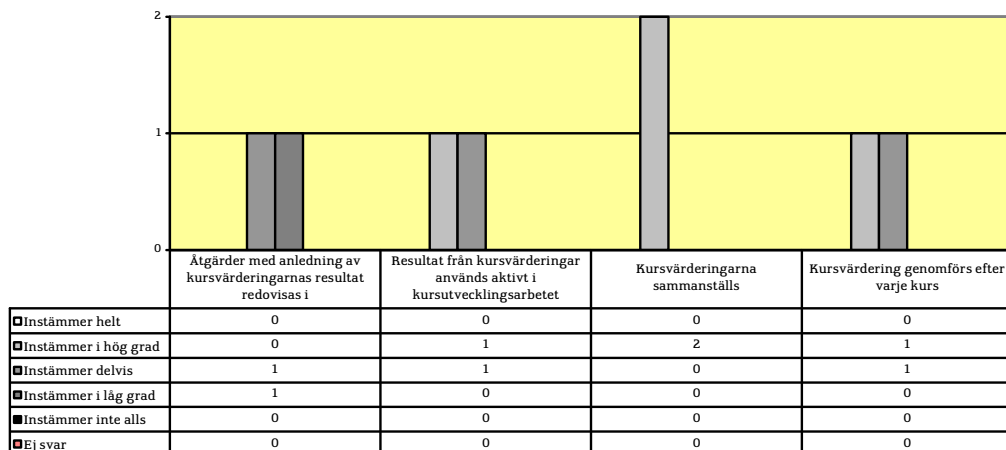 2
1
0
Åtgärder med anledning av kursvärderingarnas resultat redovisas i
Resultat från kursvärderingar används aktivt i kursutvecklingsarbetet
Kursvärderingarna sammanställs
Kursvärdering genomförs efter varje kurs
Instämmer helt 0 0 0 0
Instämmer i hög grad 0 1 2 1
Instämmer delvis 1 1 0 1
Instämmer i låg grad 1 0 0 0
Instämmer inte alls 0 0 0 0
Ej svar 0 0 0 0